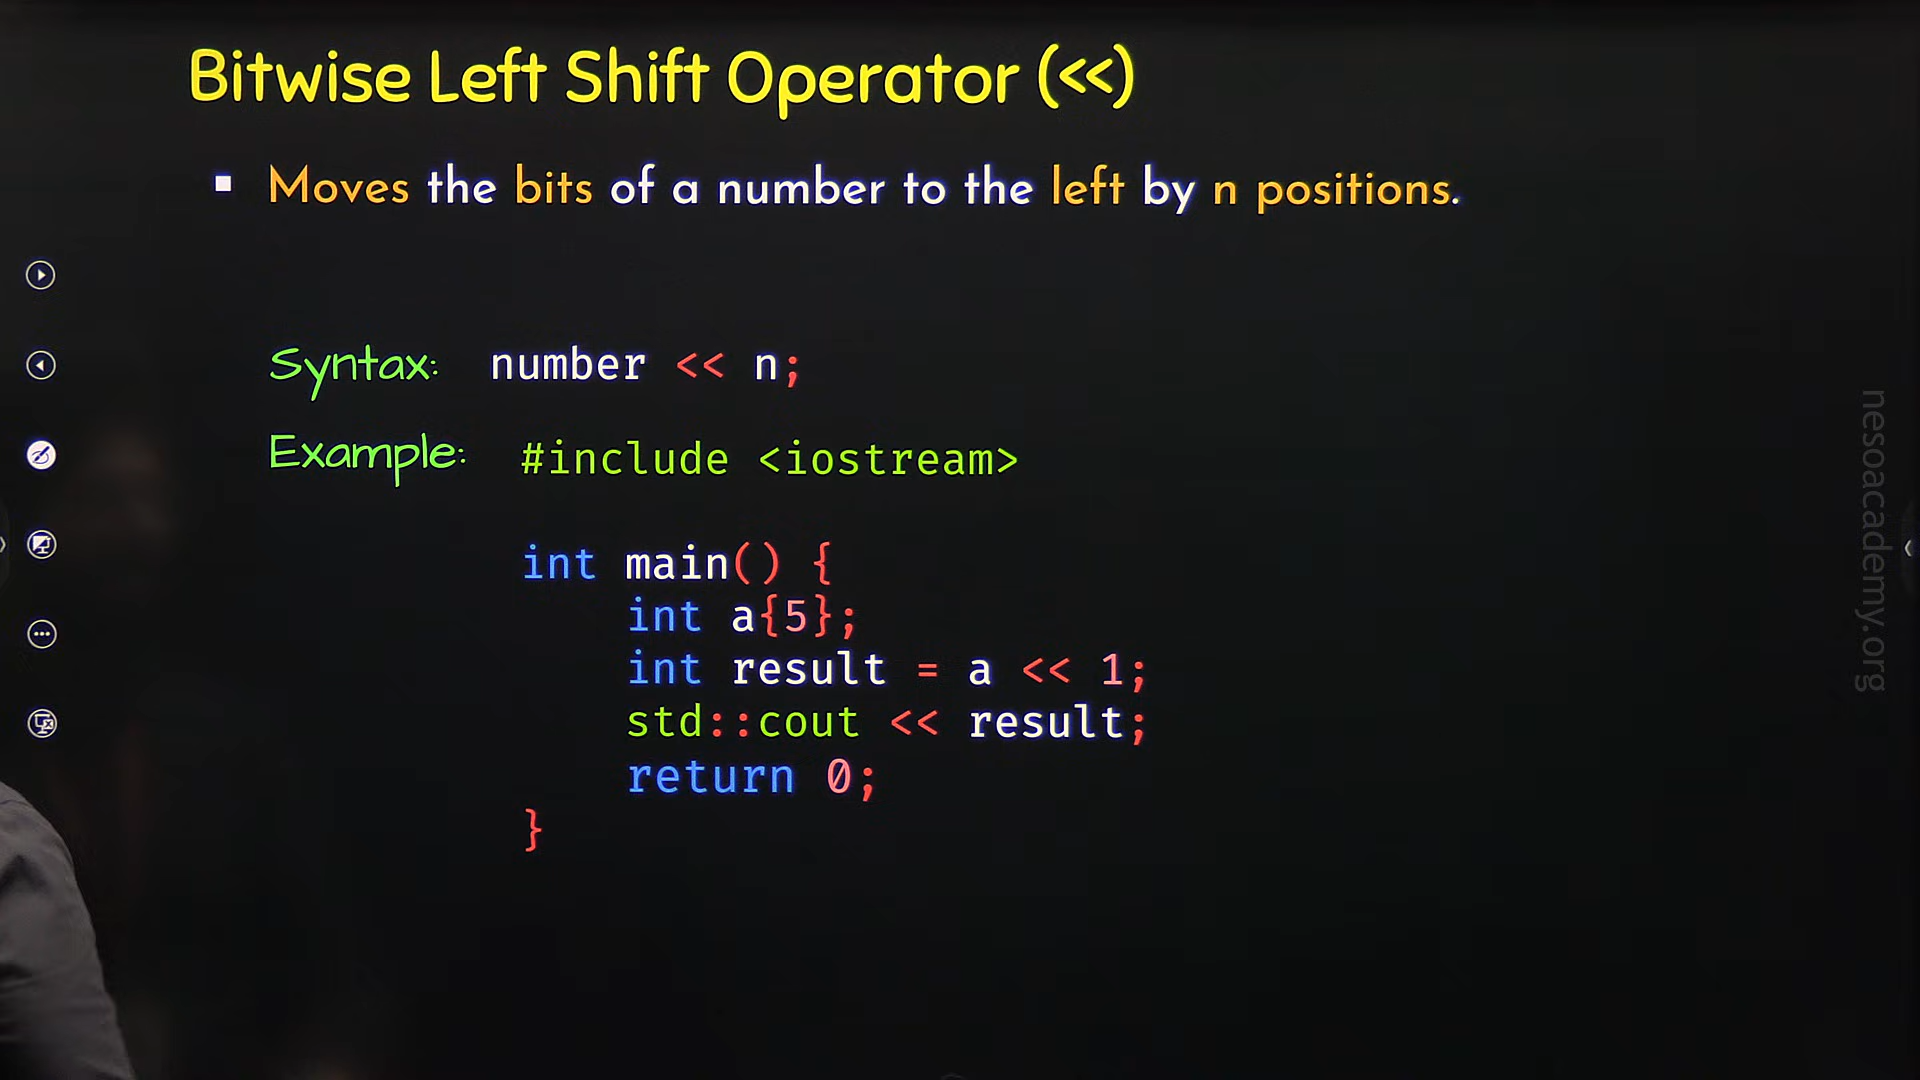 Bitwise Left Shift Operator (<<)
▪ Moves the bits of a number to the left by n positions.
Syntax: number << n;
Example: #include <iostream>
int main() {
    int a{5};
    int result = a << 1;
    std::cout << result;
    return 0;
}
nesoacademy.org